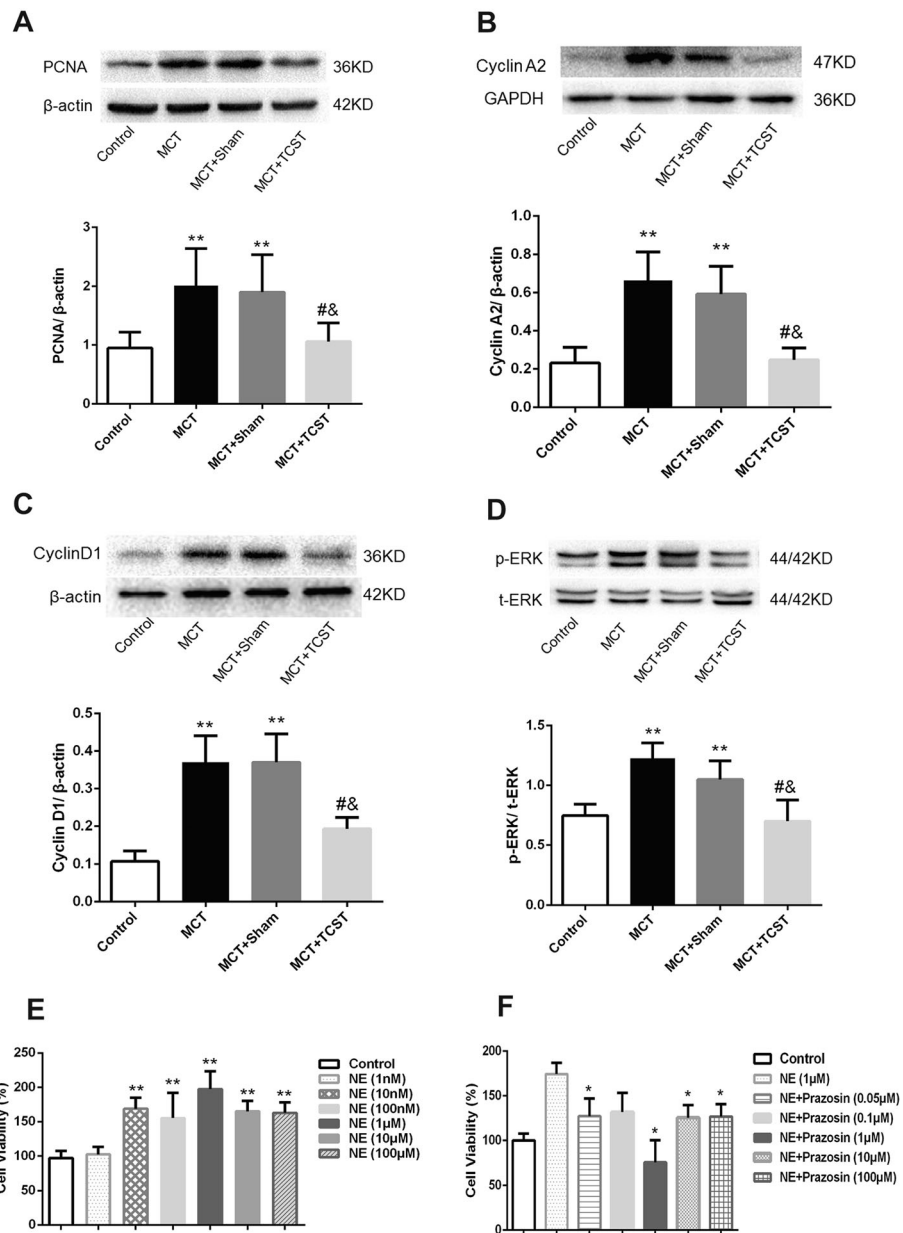 A
PCNA
36KD
β-actin
42KD
Control
MCT
MCT+Sham
MCT+TCST
PCNA/ β-actin
3
2
1
0
**
**
#&
Control
MCT
MCT+Sham
MCT+TCST
B
Cyclin A2
47KD
GAPDH
36KD
Control
MCT
MCT+Sham
MCT+TCST
Cyclin A2/ β-actin
1.0
0.8
0.6
0.4
0.2
0.0
**
**
#&
Control
MCT
MCT+Sham
MCT+TCST
C
CyclinD1
36KD
β-actin
42KD
Control
MCT
MCT+Sham
MCT+TCST
Cyclin D1/ β-actin
0.5
0.4
0.3
0.2
0.1
0.0
**
**
#&
Control
MCT
MCT+Sham
MCT+TCST
D
p-ERK
44/42KD
t-ERK
44/42KD
Control
MCT
MCT+Sham
MCT+TCST
p-ERK/ t-ERK
1.5
1.0
0.5
0.0
**
**
#&
Control
MCT
MCT+Sham
MCT+TCST
E
Cell Viability (%)
250
200
150
100
50
0
**
**
**
**
**
Control
NE (1nM)
NE (10nM)
NE (100nM)
NE (1μM)
NE (10μM)
NE (100μM)
F
Cell Viability (%)
200
150
100
50
0
*
*
*
*
Control
NE (1μM)
NE+Prazosin (0.05μM)
NE+Prazosin (0.1μM)
NE+Prazosin (1μM)
NE+Prazosin (10μM)
NE+Prazosin (100μM)